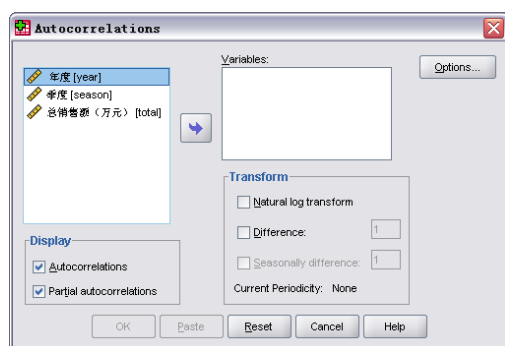 Autocorrelations
年度 [year]
季度 [season]
总销售额（万元） [total]
Variables:
Options...
Transform
Natural log transform
Difference: 1
Seasonally difference: 1
Current Periodicity: None
Display
Autocorrelations
Partial autocorrelations
OK Paste Reset Cancel Help